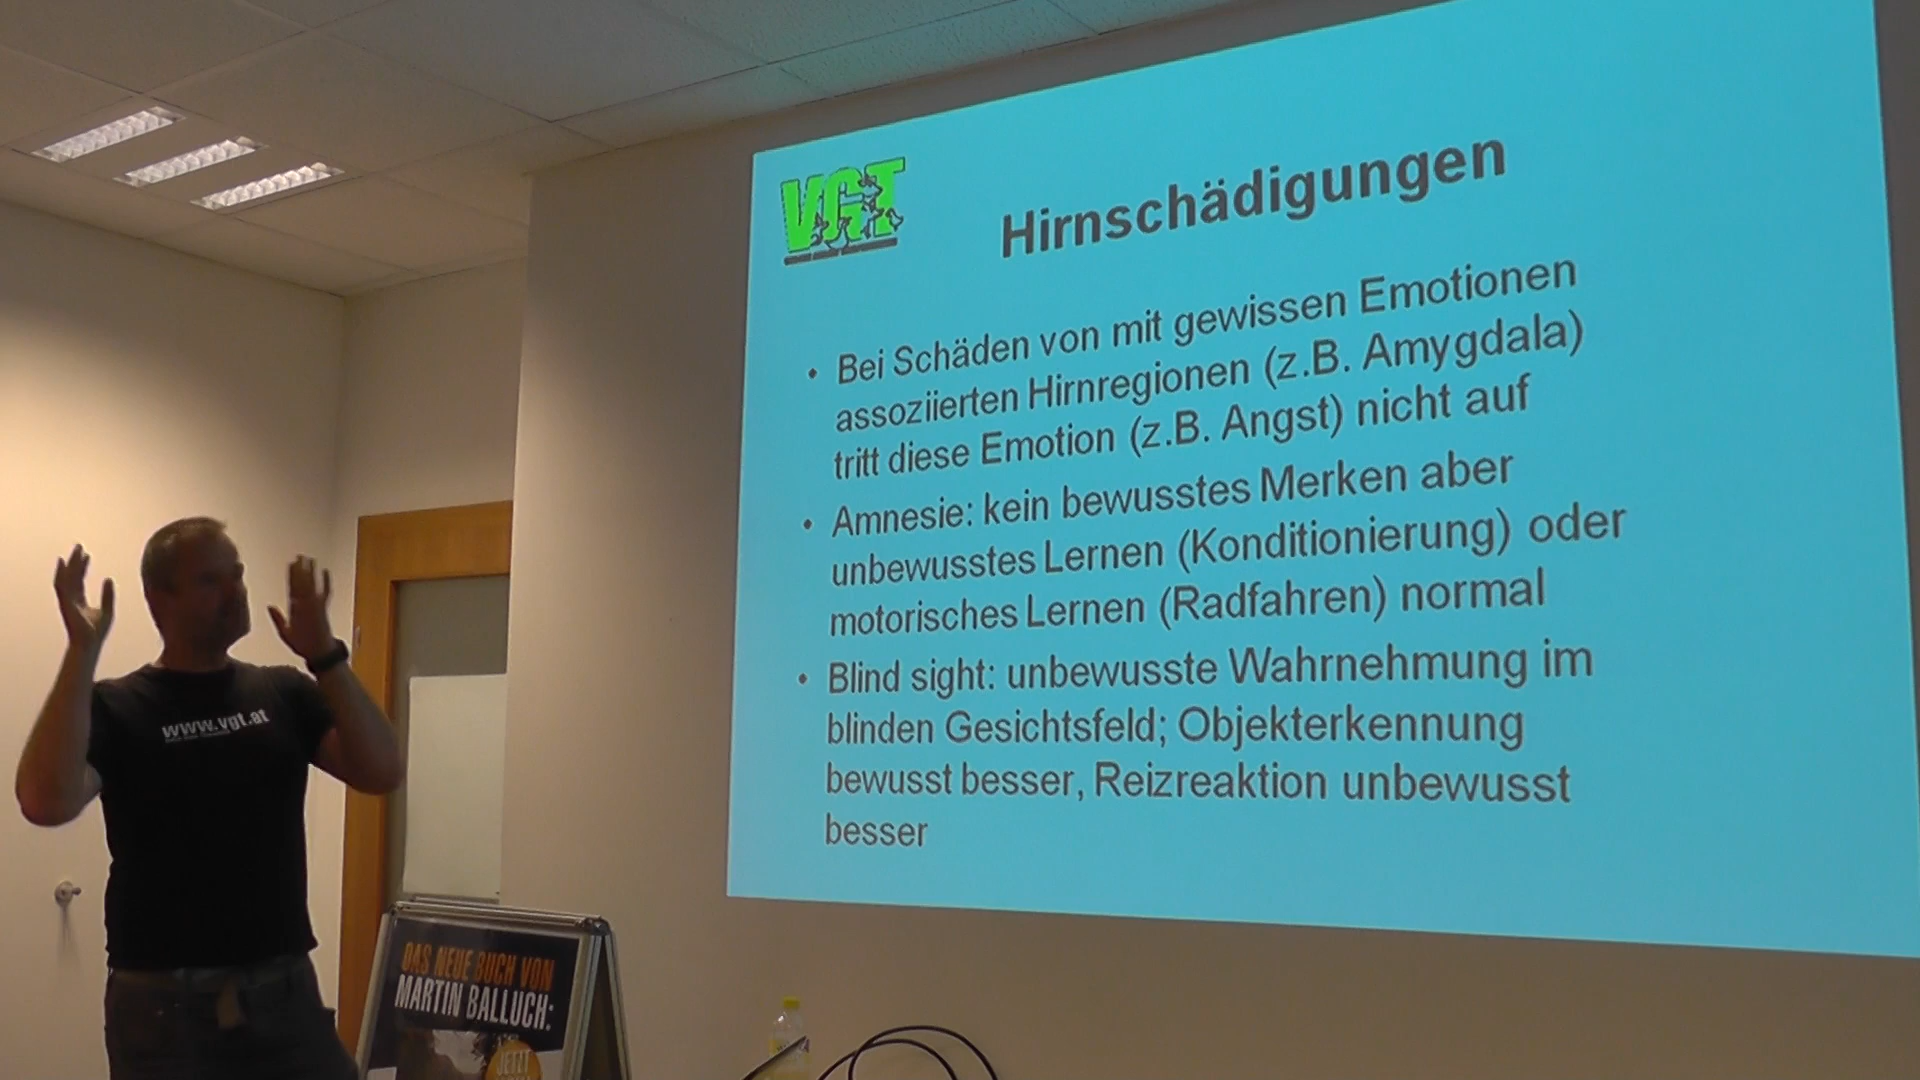 VGT
Hirnschädigungen
• Bei Schäden von mit gewissen Emotionen
assoziierten Hirnregionen (z.B. Amygdala)
tritt diese Emotion (z.B. Angst) nicht auf
• Amnesie: kein bewusstes Merken aber
unbewusstes Lernen (Konditionierung) oder
motorisches Lernen (Radfahren) normal
• Blind sight: unbewusste Wahrnehmung im
blinden Gesichtsfeld; Objekterkennung
bewusst besser, Reizreaktion unbewusst
besser
www.vgt.at
DAS NEUE BUCH VON
MARTIN BALLUCH:
JETZT